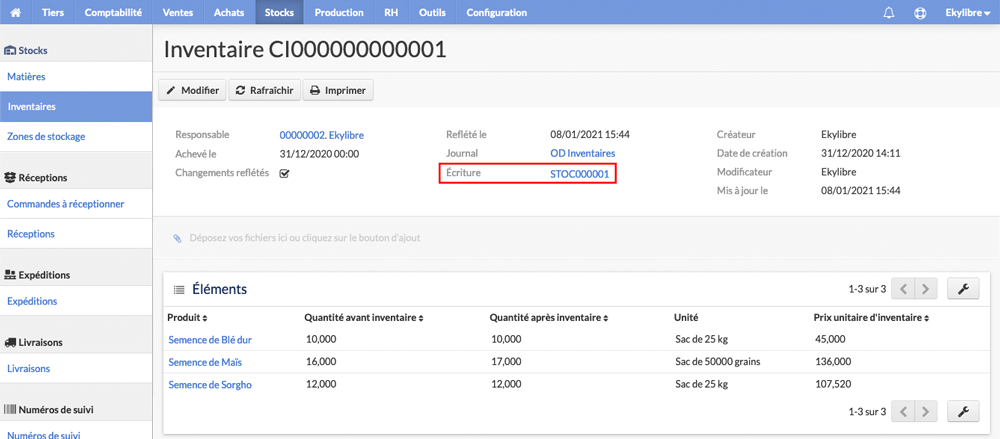 Tiers Comptabilité Ventes Achats Stocks Production RH Outils Configuration Ekylibre
Stocks
Matières
Inventaires
Zones de stockage
Réceptions
Commandes à réceptionner
Réceptions
Expéditions
Expéditions
Livraisons
Livraisons
Numéros de suivi
Numéros de suivi
Inventaire CI000000000001
Modifier Rafraîchir Imprimer
Responsable 00000002. Ekylibre Reflété le 08/01/2021 15:44 Créateur Ekylibre
Achevé le 31/12/2020 00:00 Journal OD Inventaires Date de création 31/12/2020 14:11
Changements reflétés Écriture STOC000001 Modificateur Ekylibre
Mis à jour le 08/01/2021 15:44
Déposez vos fichiers ici ou cliquez sur le bouton d'ajout
Éléments 1-3 sur 3
Produit Quantité avant inventaire Quantité après inventaire Unité Prix unitaire d'inventaire
Semence de Blé dur 10,000 10,000 Sac de 25 kg 45,000
Semence de Maïs 16,000 17,000 Sac de 50000 grains 136,000
Semence de Sorgho 12,000 12,000 Sac de 25 kg 107,520
1-3 sur 3